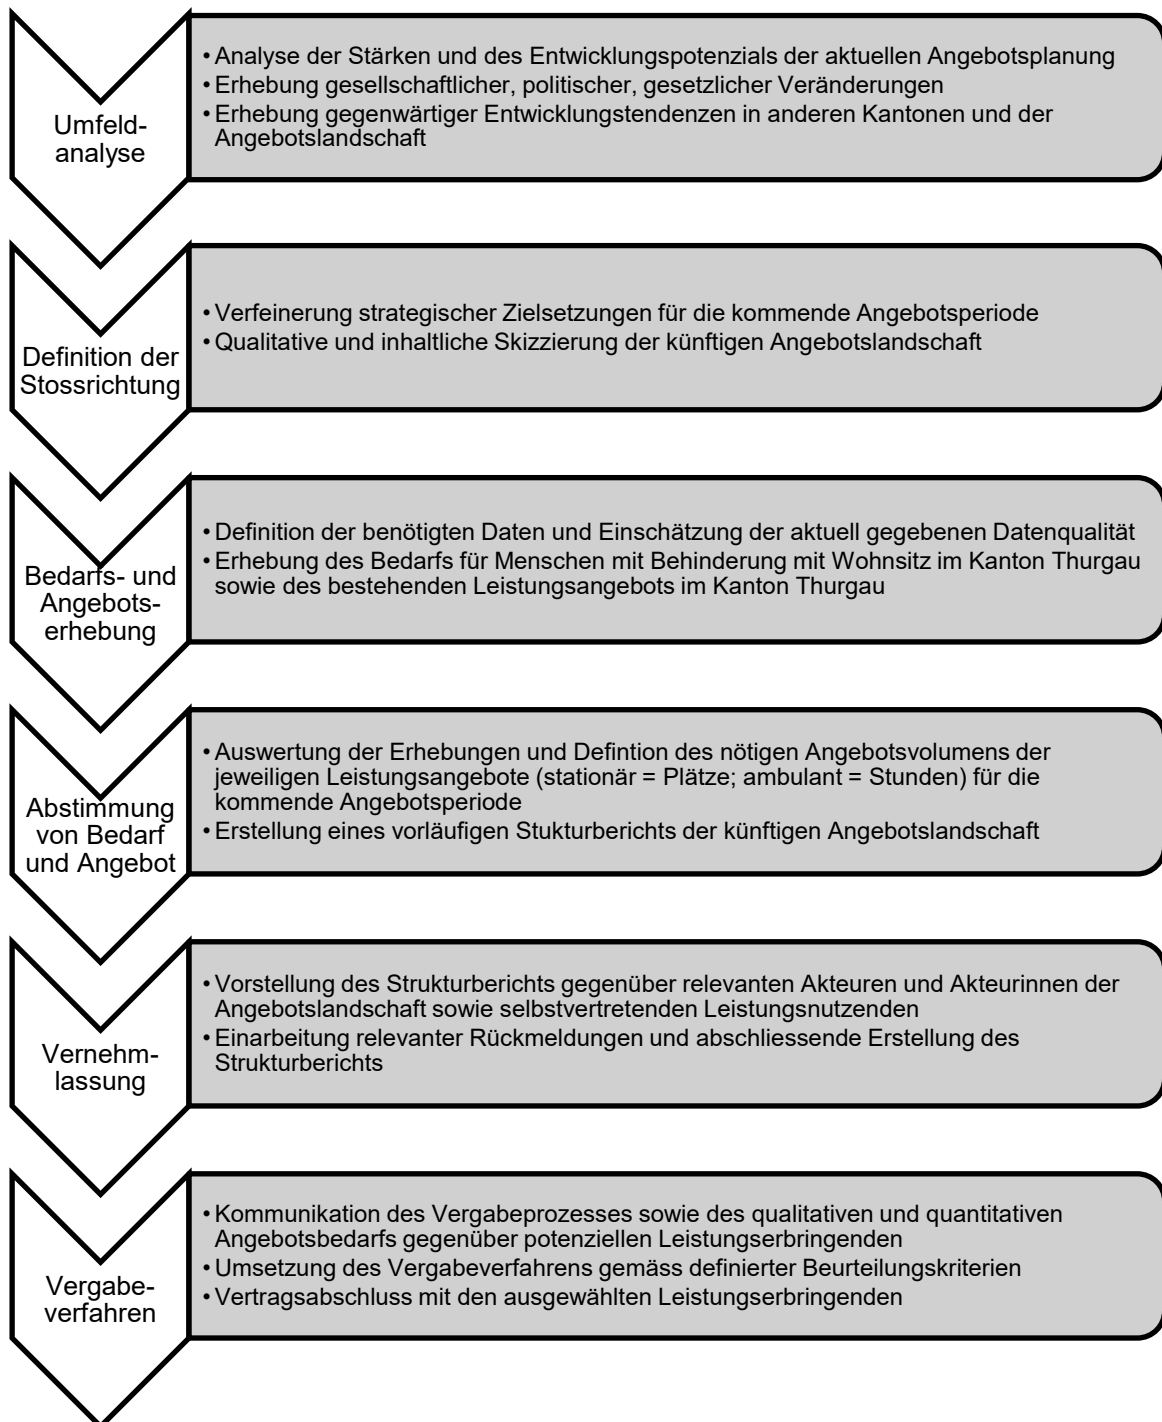 Umfeld-
analyse
• Analyse der Stärken und des Entwicklungspotenzials der aktuellen Angebotsplanung
• Erhebung gesellschaftlicher, politischer, gesetzlicher Veränderungen
• Erhebung gegenwärtiger Entwicklungstendenzen in anderen Kantonen und der
Angebotslandschaft
Definition der
Stossrichtung
• Verfeinerung strategischer Zielsetzungen für die kommende Angebotsperiode
• Qualitative und inhaltliche Skizzierung der künftigen Angebotslandschaft
Bedarfs- und
Angebots-
erhebung
• Definition der benötigten Daten und Einschätzung der aktuell gegebenen Datenqualität
• Erhebung des Bedarfs für Menschen mit Behinderung mit Wohnsitz im Kanton Thurgau
sowie des bestehenden Leistungsangebots im Kanton Thurgau
Abstimmung
von Bedarf
und Angebot
• Auswertung der Erhebungen und Defintion des nötigen Angebotsvolumens der
jeweiligen Leistungsangebote (stationär = Plätze; ambulant = Stunden) für die
kommende Angebotsperiode
• Erstellung eines vorläufigen Stukturberichts der künftigen Angebotslandschaft
Vernehm-
lassung
• Vorstellung des Strukturberichts gegenüber relevanten Akteuren und Akteurinnen der
Angebotslandschaft sowie selbstvertretenden Leistungsnutzenden
• Einarbeitung relevanter Rückmeldungen und abschliessende Erstellung des
Strukturberichts
Vergabe-
verfahren
• Kommunikation des Vergabeprozesses sowie des qualitativen und quantitativen
Angebotsbedarfs gegenüber potenziellen Leistungserbringenden
• Umsetzung des Vergabeverfahrens gemäss definierter Beurteilungskriterien
• Vertragsabschluss mit den ausgewählten Leistungserbringenden